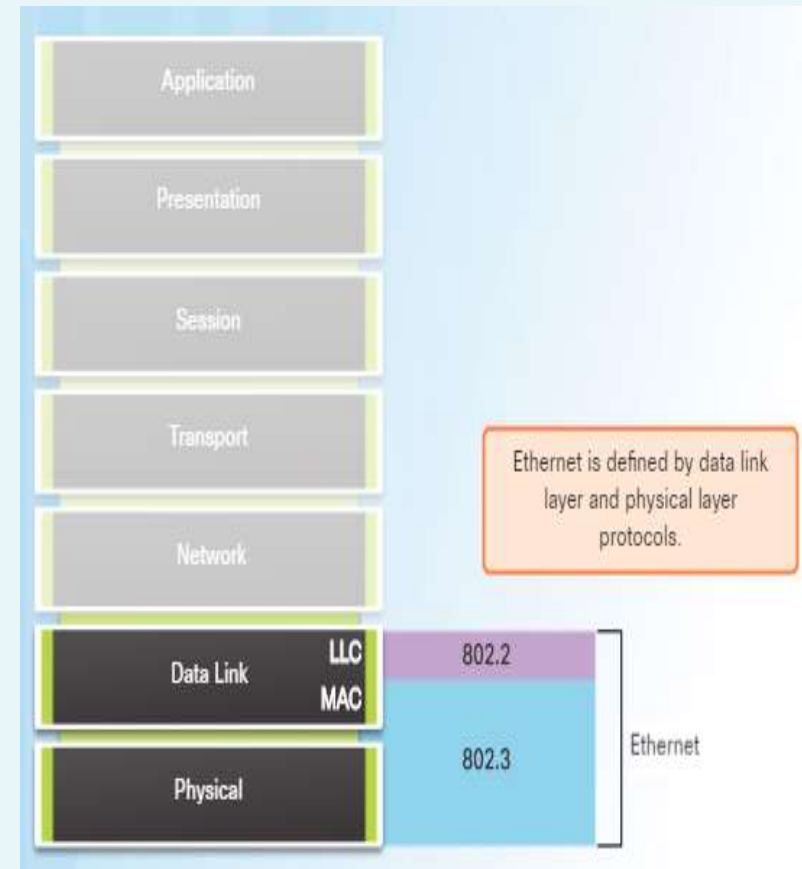 Application
Presentation
Session
Transport
Ethernet is defined by data link
layer and physical layer
protocols.
Network
Data Link
LLC
MAC
802.2
802.3
Ethernet
Physical